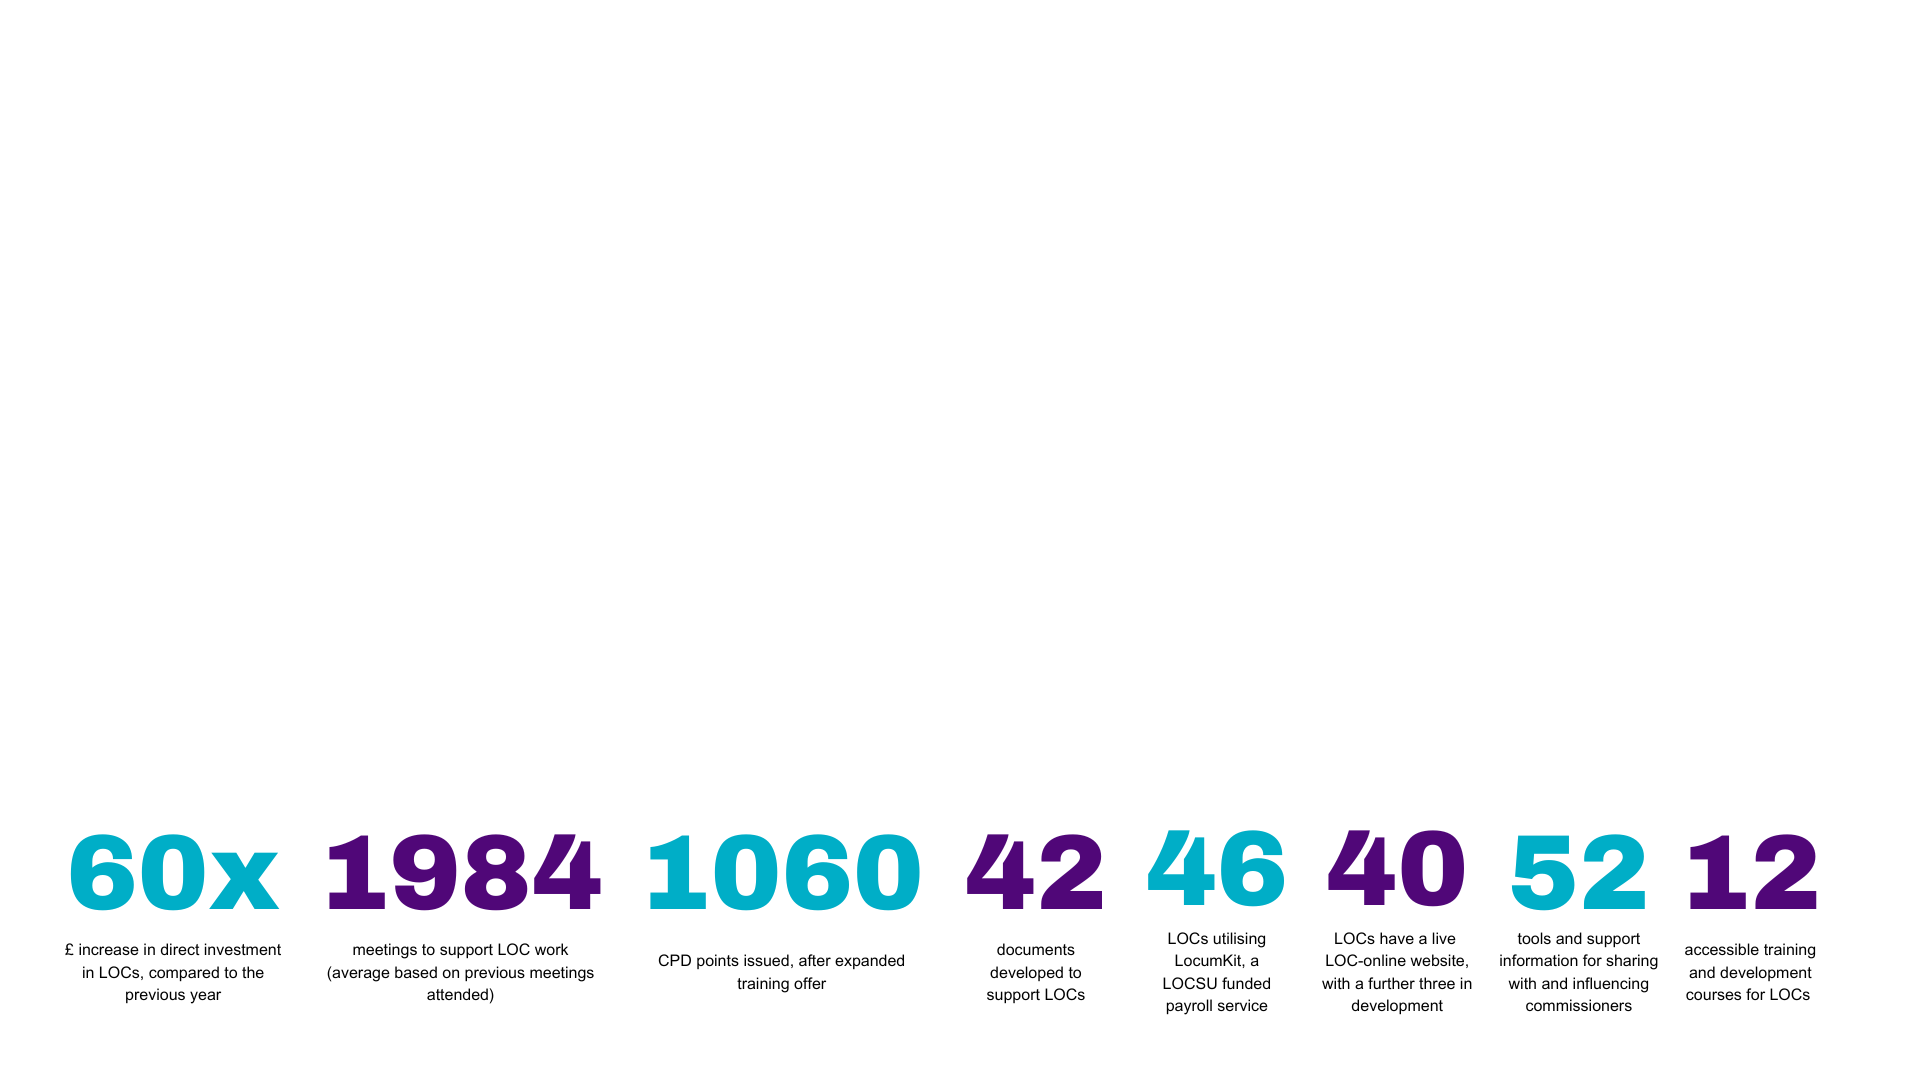 60x
£ increase in direct investment
in LOCs, compared to the
previous year
1984
meetings to support LOC work
(average based on previous meetings
attended)
1060
CPD points issued, after expanded
training offer
42
documents
developed to
support LOCs
46
LOCs utilising
LocumKit, a
LOCSU funded
payroll service
40
LOCs have a live
LOC-online website,
with a further three in
development
52
tools and support
information for sharing
with and influencing
commissioners
12
accessible training
and development
courses for LOCs